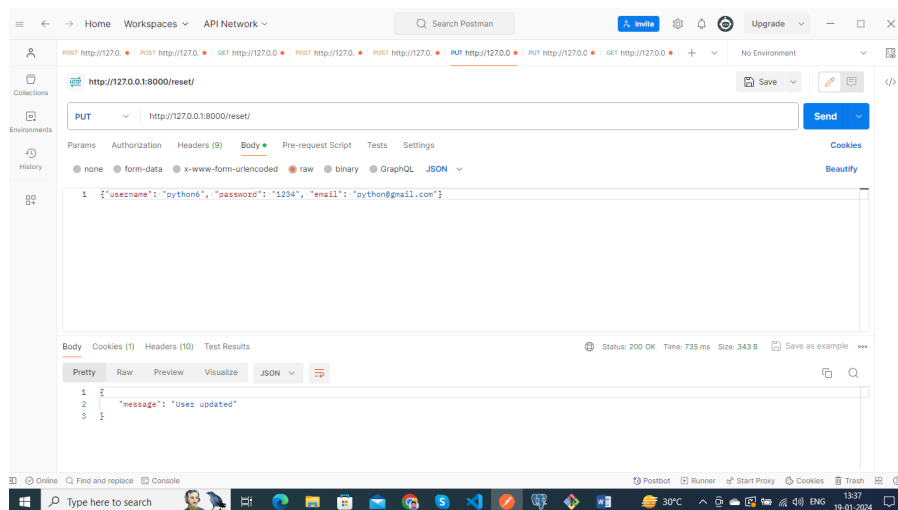 Home Workspaces API Network Search Postman Invite Upgrade
POST http://127.0. POST http://127.0. GET http://127.0.0 POST http://127.0. POST http://127.0. PUT http://127.0.0 PUT http://127.0.0 GET http://127.0.0 No Environment
HTTP http://127.0.0.1:8000/reset/ Save
Collections
PUT http://127.0.0.1:8000/reset/ Send
Environments
Params Authorization Headers (9) Body Pre-request Script Tests Settings Cookies
History
none form-data x-www-form-urlencoded raw binary GraphQL JSON Beautify
1 {"username": "python6", "password": "1234", "email": "python@gmail.com"}
Body Cookies (1) Headers (10) Test Results Status: 200 OK Time: 735 ms Size: 343 B Save as example
Pretty Raw Preview Visualize JSON
1 {
2 "message": "User updated"
3 }
Online Find and replace Console Postbot Runner Start Proxy Cookies Trash
Type here to search 30°C ENG 13:37
19-01-2024